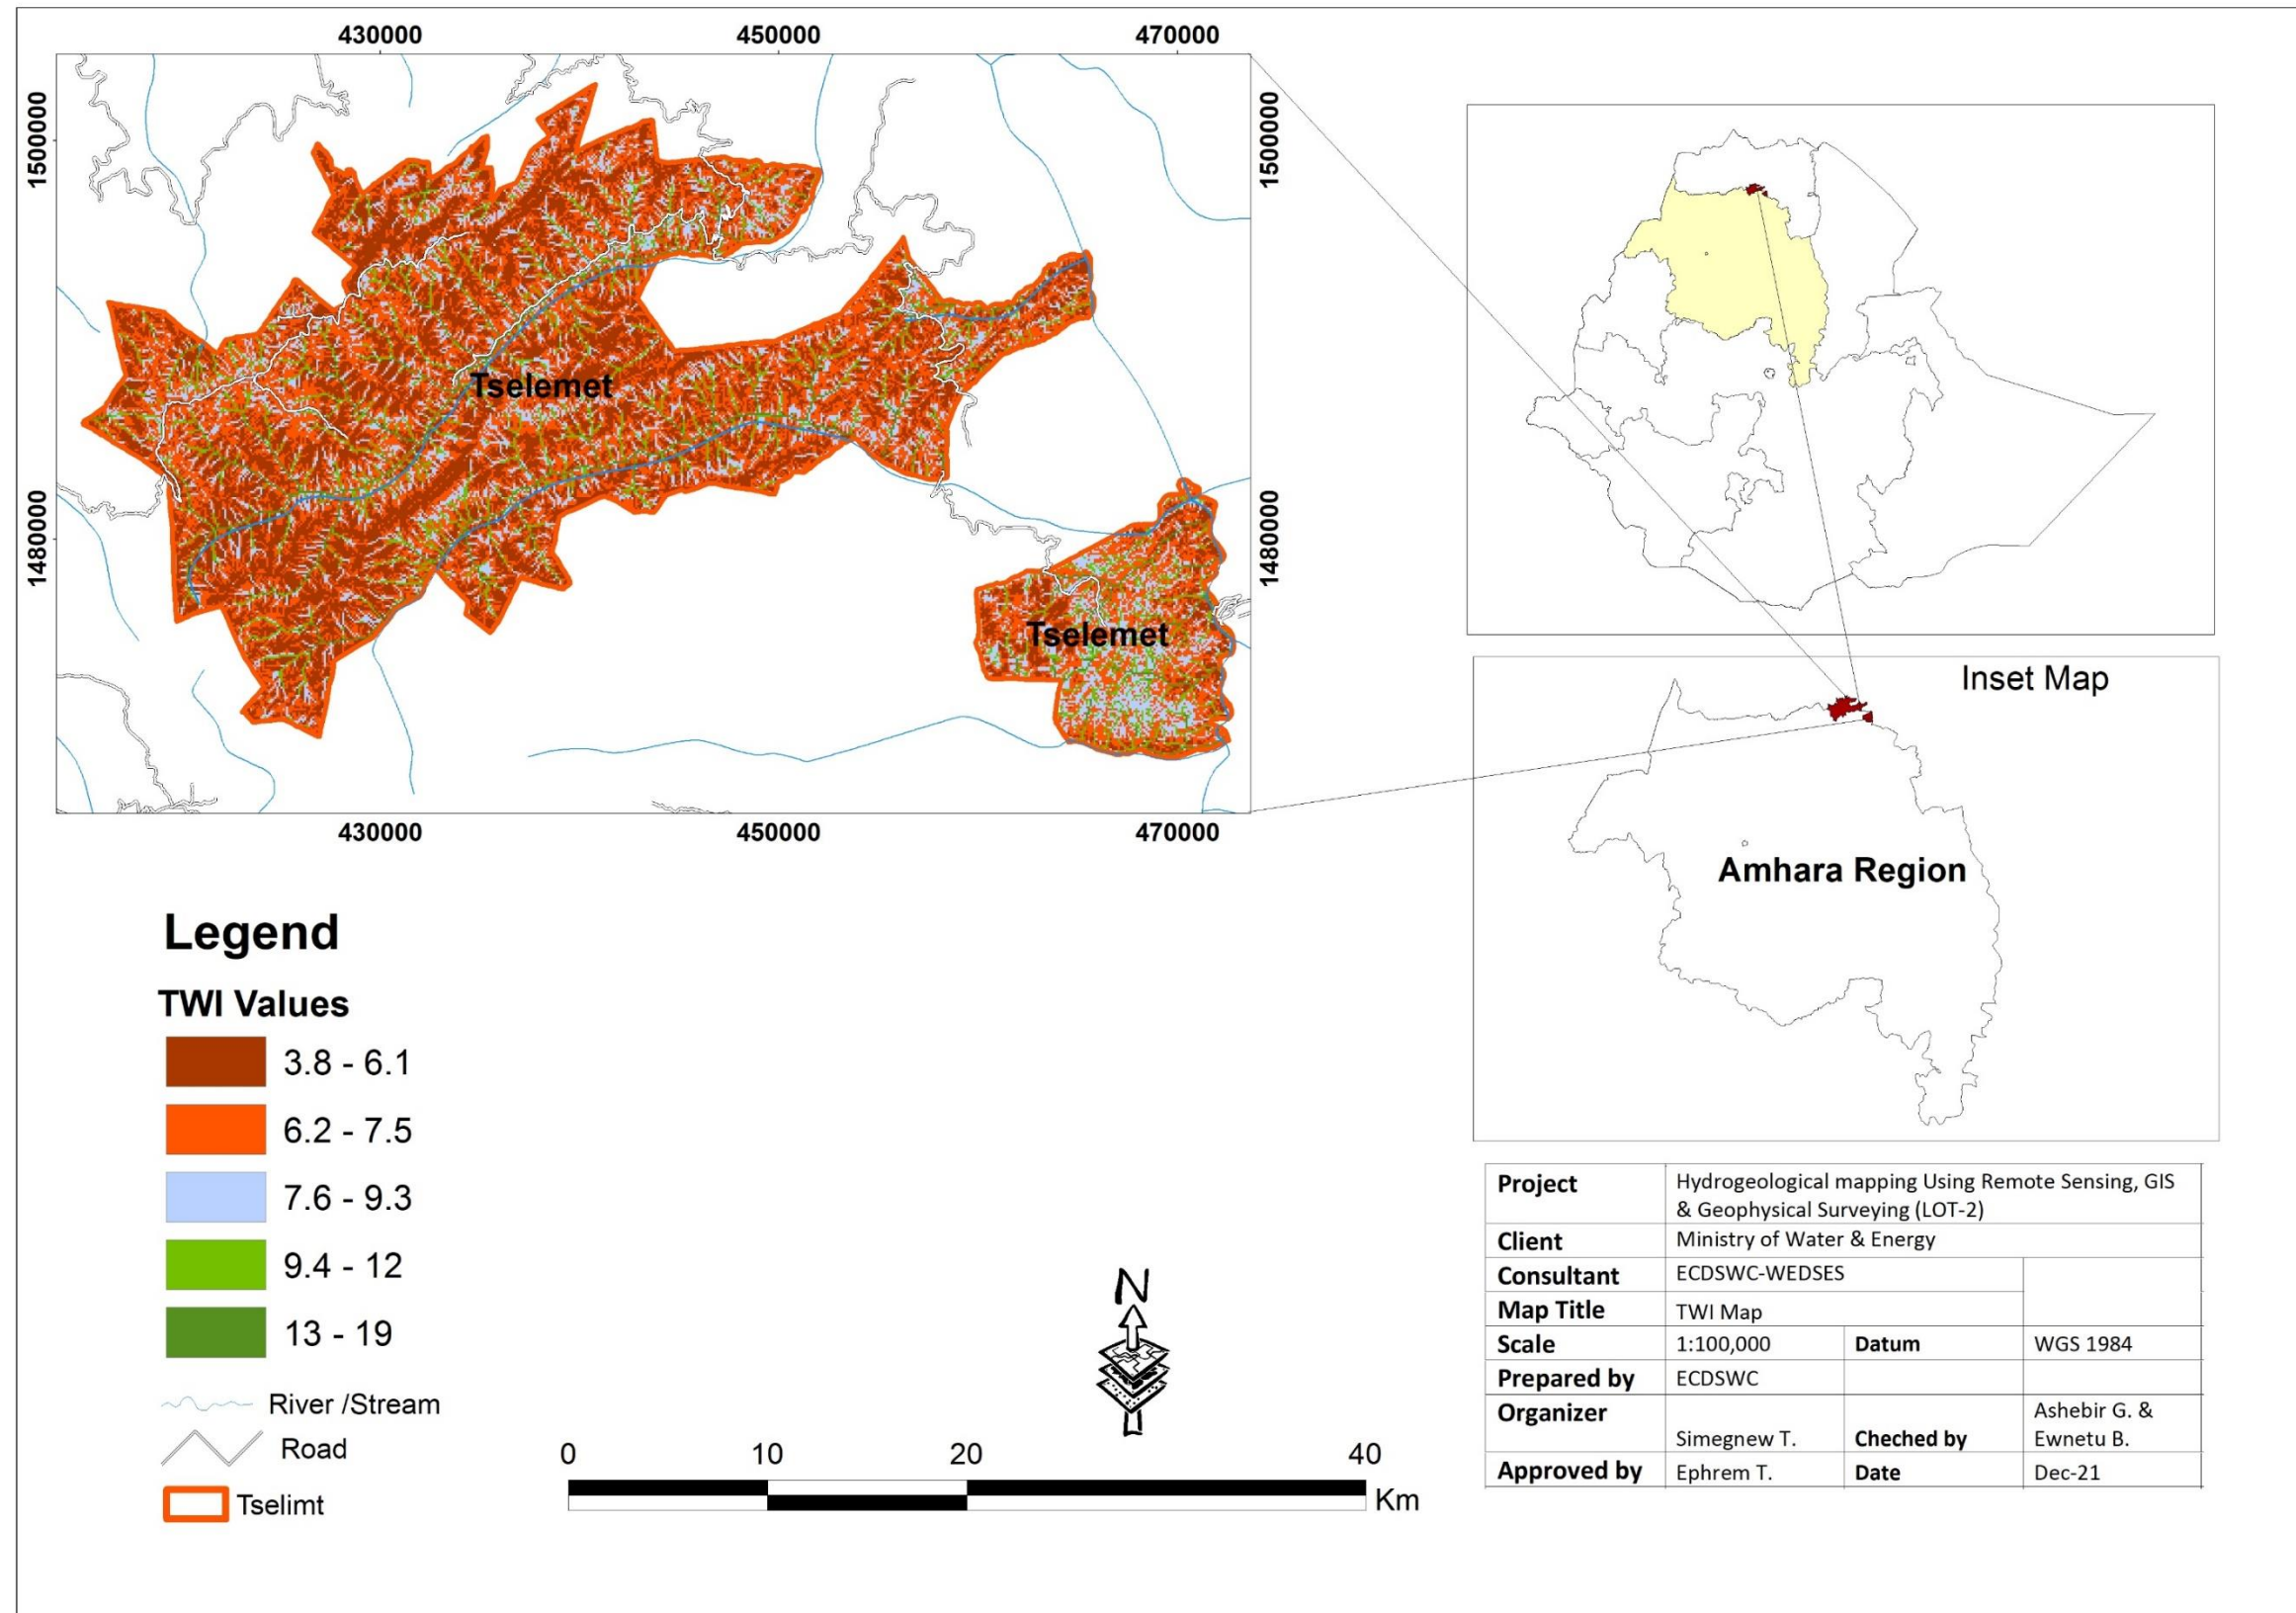 430000 450000 470000
1500000
1500000
1480000
1480000
Tselemet
Tselemet
430000 450000 470000
Inset Map
Amhara Region
Legend
TWI Values
3.8 - 6.1
6.2 - 7.5
7.6 - 9.3
9.4 - 12
13 - 19
River /Stream
Road
Tselimt
N
0 10 20 40
Km
Project Hydrogeological mapping Using Remote Sensing, GIS
& Geophysical Surveying (LOT-2)
Client Ministry of Water & Energy
Consultant ECDSWC-WEDSES
Map Title TWI Map
Scale 1:100,000 Datum WGS 1984
Prepared by ECDSWC
Organizer Simegnew T. Cheched by Ashebir G. &
Ewnetu B.
Approved by Ephrem T. Date Dec-21